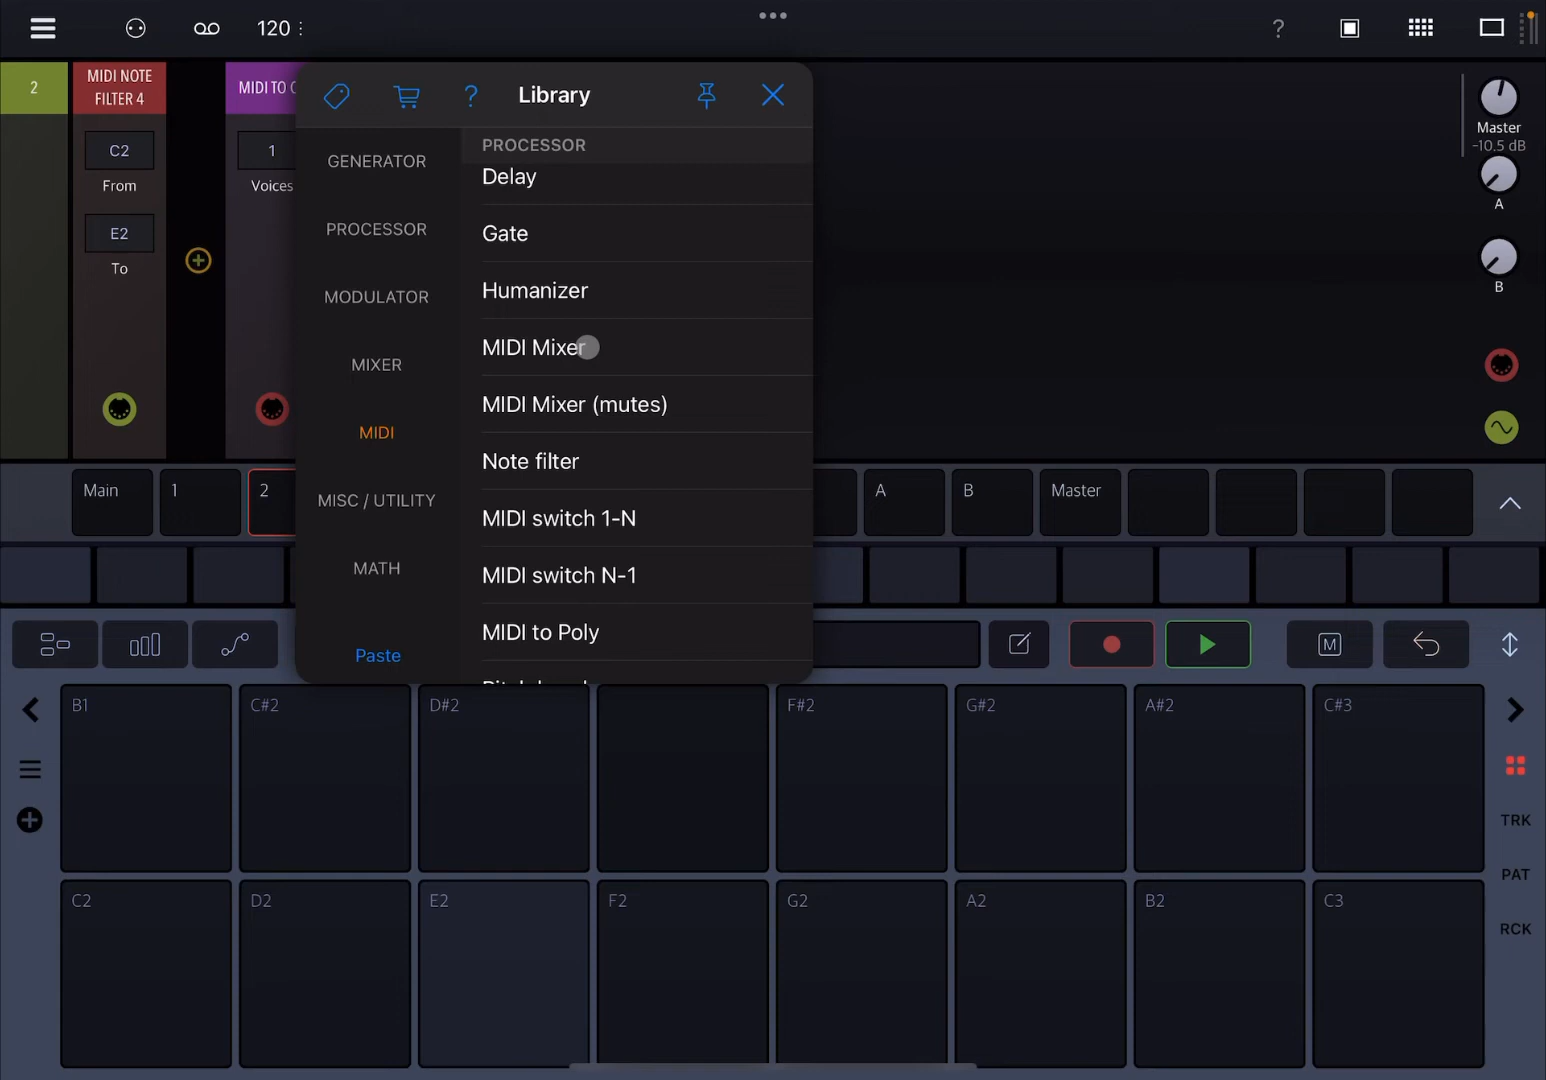 120
?
2
MIDI NOTE
FILTER 4
MIDI TO
C2
From
E2
To
1
Voices
?
Library
GENERATOR
PROCESSOR
MODULATOR
MIXER
MIDI
MISC / UTILITY
MATH
Paste
PROCESSOR
Delay
Gate
Humanizer
MIDI Mixer
MIDI Mixer (mutes)
Note filter
MIDI switch 1-N
MIDI switch N-1
MIDI to Poly
Master
-10.5 dB
A
B
Main
1
2
A
B
Master
M
B1
C#2
D#2
F#2
G#2
A#2
C#3
C2
D2
E2
F2
G2
A2
B2
C3
TRK
PAT
RCK